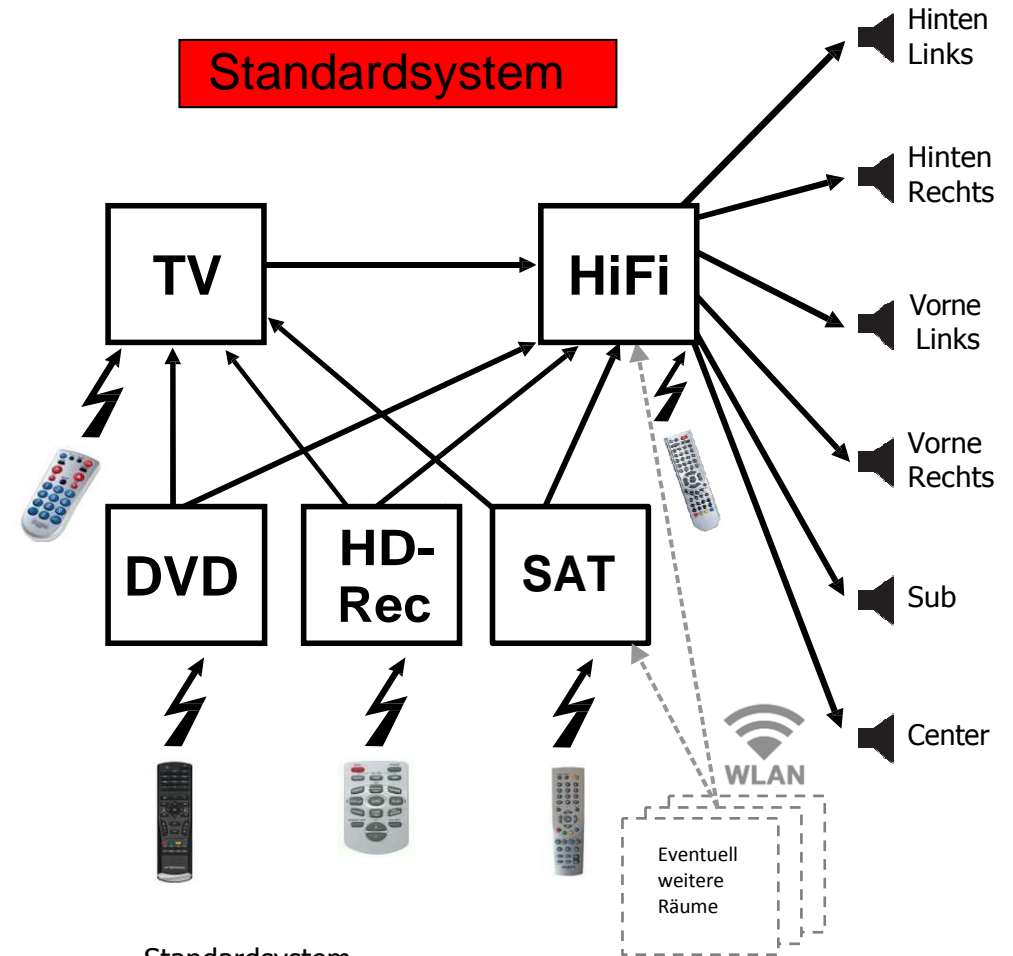 Standardsystem
Hinten
Links
Hinten
Rechts
TV
HiFi
Vorne
Links
Vorne
Rechts
DVD
HD-
Rec
SAT
Sub
Center
WLAN
Eventuell
weitere
Räume
Standardsystem